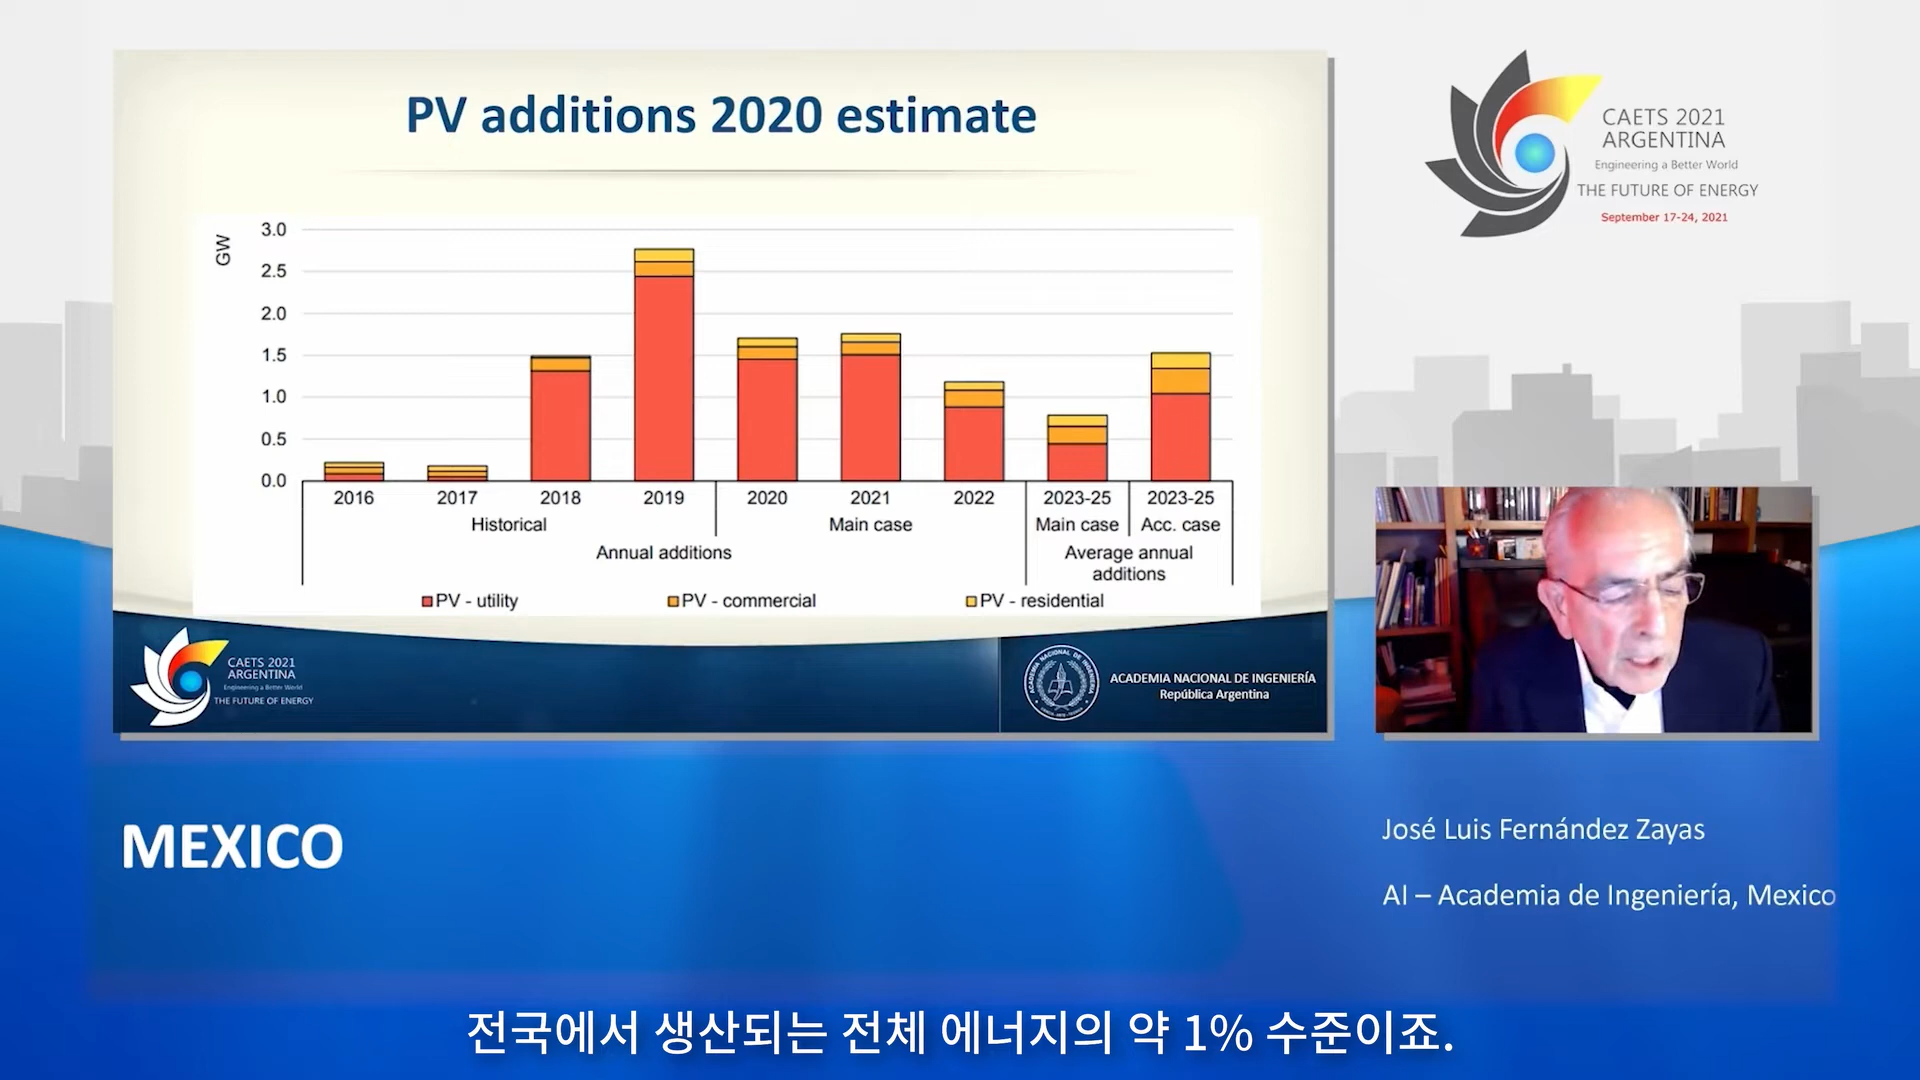 PV additions 2020 estimate
GW
3.0
2.5
2.0
1.5
1.0
0.5
0.0
2016 2017 2018 2019 2020 2021 2022 2023-25 2023-25
Historical Main case Main case Acc. case
Annual additions Average annual
additions
PV - utility PV - commercial PV - residential
CAETS 2021
ARGENTINA
Engineering a Better World
THE FUTURE OF ENERGY
ACADEMIA NACIONAL DE INGENIERÍA
República Argentina
CAETS 2021
ARGENTINA
Engineering a Better World
THE FUTURE OF ENERGY
September 17-24, 2021
MEXICO
José Luis Fernández Zayas
AI – Academia de Ingeniería, Mexico
전국에서 생산되는 전체 에너지의 약 1% 수준이죠.